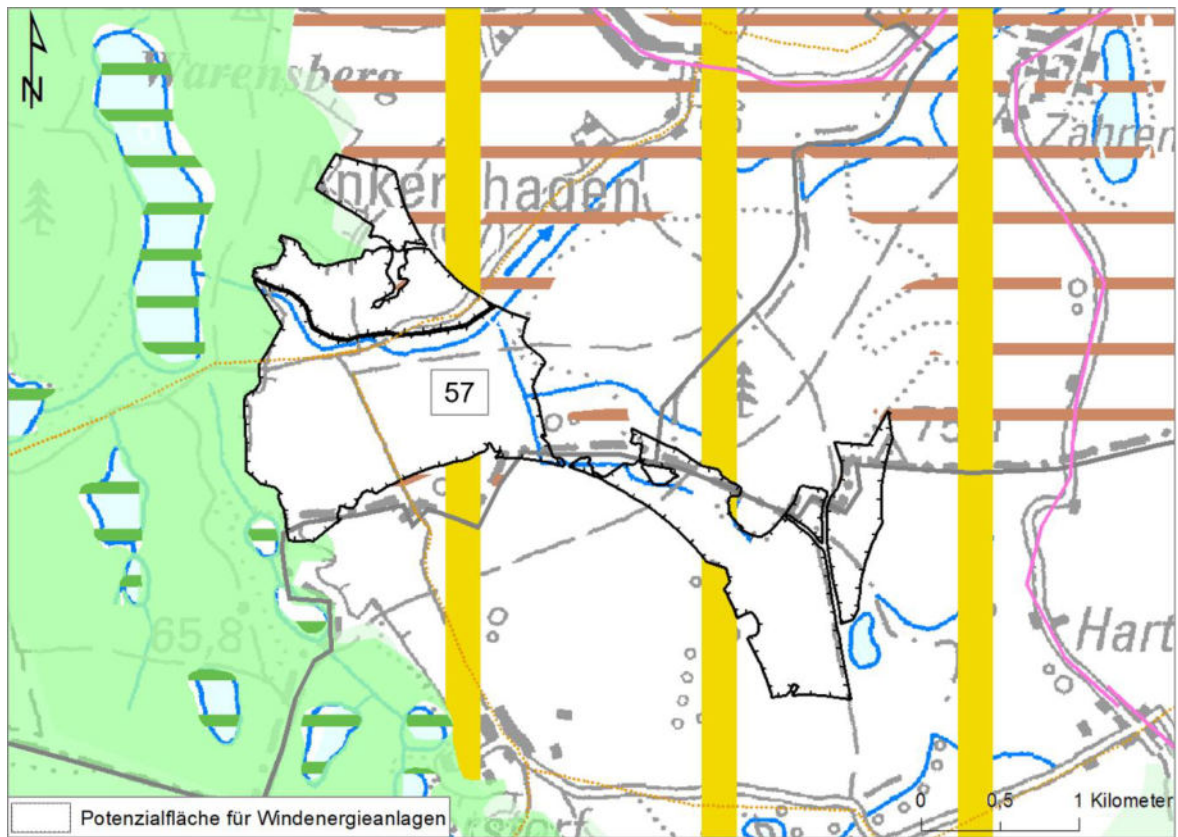 N
Warensberg
Zahren
Ankershagen
57
65,8
Hart
0 0,5 1 Kilometer
Potenzialfläche für Windenergieanlagen